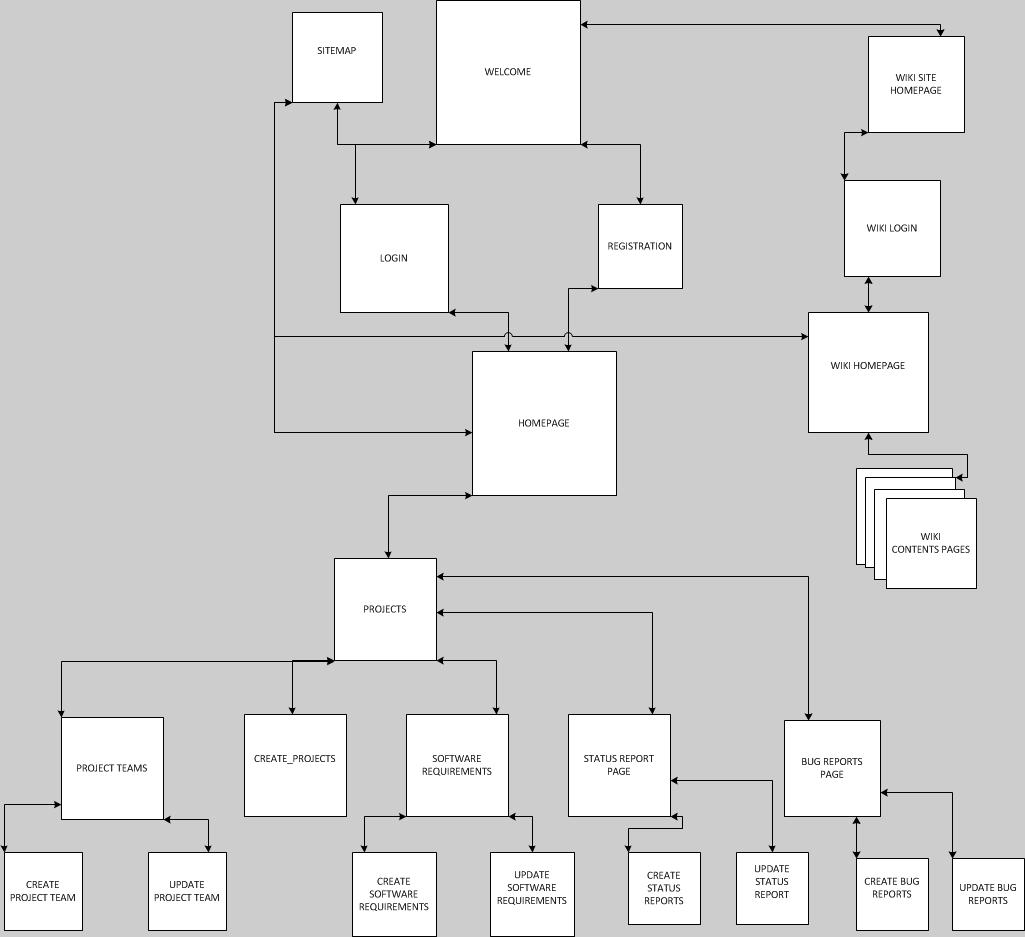 SITEMAP
WELCOME
WIKI SITE
HOMEPAGE
LOGIN
REGISTRATION
WIKI LOGIN
HOMEPAGE
WIKI HOMEPAGE
WIKI
CONTENTS PAGES
PROJECTS
PROJECT TEAMS
CREATE_PROJECTS
SOFTWARE
REQUIREMENTS
STATUS REPORT
PAGE
BUG REPORTS
PAGE
CREATE
PROJECT TEAM
UPDATE
PROJECT TEAM
CREATE
SOFTWARE
REQUIREMENTS
UPDATE
SOFTWARE
REQUIREMENTS
CREATE
STATUS
REPORTS
UPDATE
STATUS
REPORT
CREATE BUG
REPORTS
UPDATE BUG
REPORTS